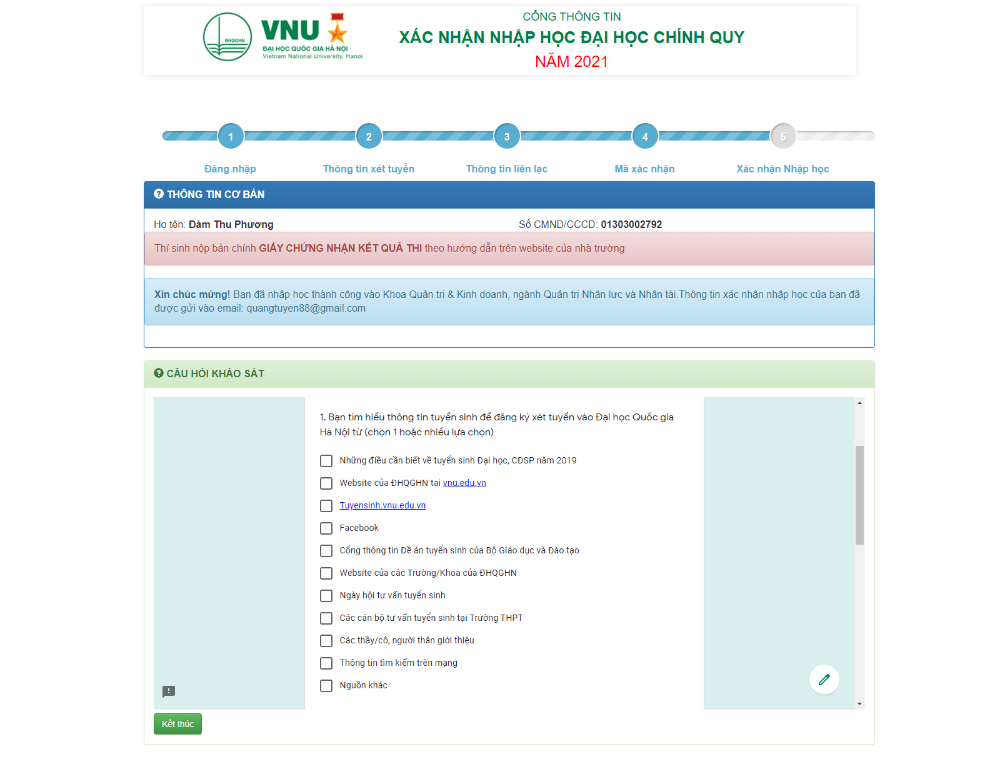 ĐHQGHN
VNU
ĐẠI HỌC QUỐC GIA HÀ NỘI
Vietnam National University, Hanoi
CỔNG THÔNG TIN
XÁC NHẬN NHẬP HỌC ĐẠI HỌC CHÍNH QUY
NĂM 2021
1 2 3 4 5
Đăng nhập Thông tin xét tuyển Thông tin liên lạc Mã xác nhận Xác nhận Nhập học
THÔNG TIN CƠ BẢN
Họ tên: Đàm Thu Phương Số CMND/CCCD: 01303002792
Thí sinh nộp bản chính GIẤY CHỨNG NHẬN KẾT QUẢ THI theo hướng dẫn trên website của nhà trường
Xin chúc mừng! Bạn đã nhập học thành công vào Khoa Quản trị & Kinh doanh, ngành Quản trị Nhân lực và Nhân tài.Thông tin xác nhận nhập học của bạn đã
được gửi vào email: quangtuyen88@gmail.com
CÂU HỎI KHẢO SÁT
1. Bạn tìm hiểu thông tin tuyển sinh để đăng ký xét tuyển vào Đại học Quốc gia
Hà Nội từ (chọn 1 hoặc nhiều lựa chọn)
Những điều cần biết về tuyển sinh Đại học, CĐSP năm 2019
Website của ĐHQGHN tại vnu.edu.vn
Tuyensinh.vnu.edu.vn
Facebook
Cổng thông tin Đề án tuyển sinh của Bộ Giáo dục và Đào tạo
Website của các Trường/Khoa của ĐHQGHN
Ngày hội tư vấn tuyển sinh
Các cán bộ tư vấn tuyển sinh tại Trường THPT
Các thầy/cô, người thân giới thiệu
Thông tin tìm kiếm trên mạng
Nguồn khác
Kết thúc